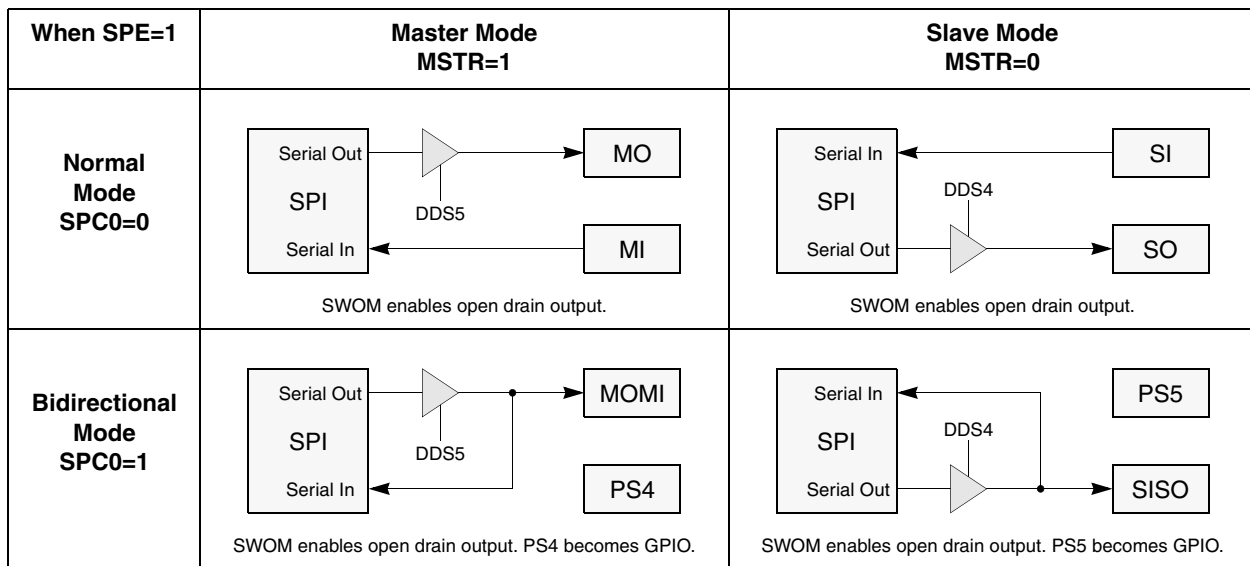 When SPE=1
Master Mode
MSTR=1
Slave Mode
MSTR=0
Normal
Mode
SPC0=0
Serial Out
SPI
Serial In
DDS5
MO
MI
SWOM enables open drain output.
Serial In
SPI
Serial Out
DDS4
SI
SO
SWOM enables open drain output.
Bidirectional
Mode
SPC0=1
Serial Out
SPI
Serial In
DDS5
MOMI
PS4
SWOM enables open drain output. PS4 becomes GPIO.
Serial In
SPI
Serial Out
DDS4
PS5
SISO
SWOM enables open drain output. PS5 becomes GPIO.